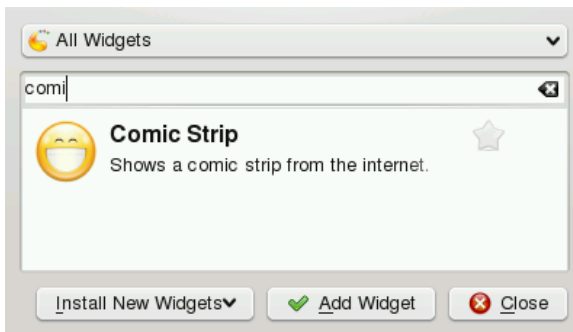 All Widgets
comi
Comic Strip
Shows a comic strip from the internet.
Install New Widgets
Add Widget
Close